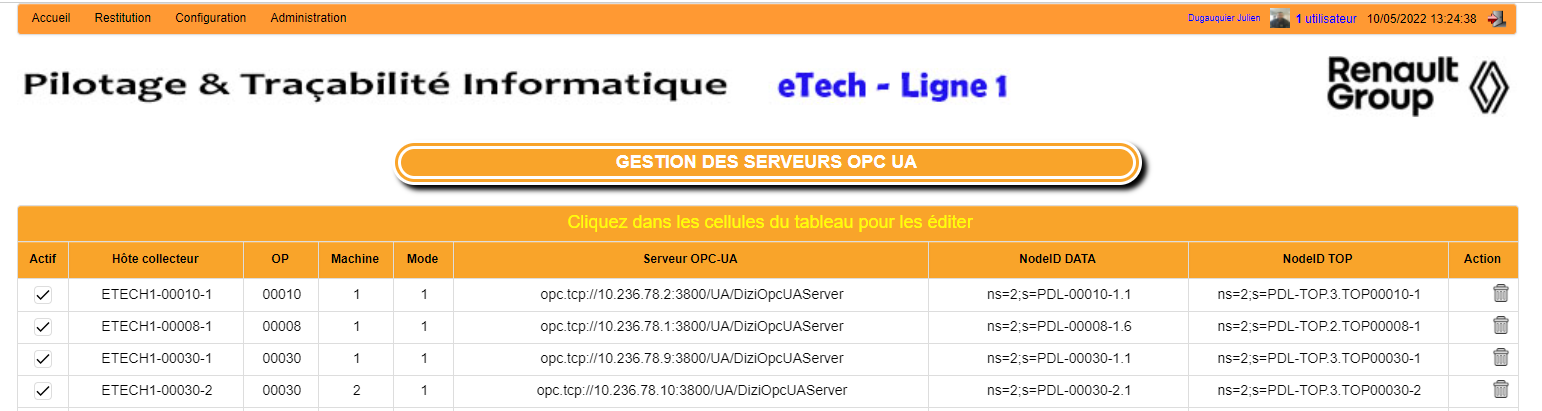 Accueil Restitution Configuration Administration Dugauquier Julien 1 utilisateur 10/05/2022 13:24:38
Pilotage & Traçabilité Informatique eTech - Ligne 1 Renault Group
GESTION DES SERVEURS OPC UA
Cliquez dans les cellules du tableau pour les éditer
Actif Hôte collecteur OP Machine Mode Serveur OPC-UA NodeID DATA NodeID TOP Action
ETECH1-00010-1 00010 1 1 opc.tcp://10.236.78.2:3800/UA/DiziOpcUAServer ns=2;s=PDL-00010-1.1 ns=2;s=PDL-TOP.3.TOP00010-1
ETECH1-00008-1 00008 1 1 opc.tcp://10.236.78.1:3800/UA/DiziOpcUAServer ns=2;s=PDL-00008-1.6 ns=2;s=PDL-TOP.2.TOP00008-1
ETECH1-00030-1 00030 1 1 opc.tcp://10.236.78.9:3800/UA/DiziOpcUAServer ns=2;s=PDL-00030-1.1 ns=2;s=PDL-TOP.3.TOP00030-1
ETECH1-00030-2 00030 2 1 opc.tcp://10.236.78.10:3800/UA/DiziOpcUAServer ns=2;s=PDL-00030-2.1 ns=2;s=PDL-TOP.3.TOP00030-2